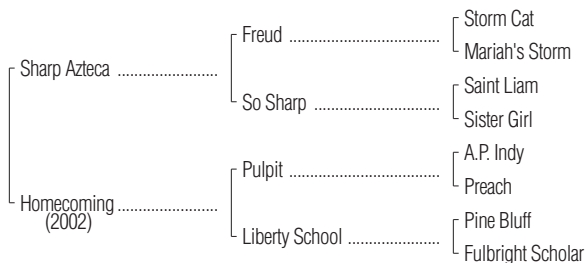 Storm Cat
Freud
Mariah's Storm
Sharp Azteca
Saint Liam
So Sharp
Sister Girl
A.P. Indy
Pulpit
Preach
Homecoming
(2002)
Pine Bluff
Liberty School
Fulbright Scholar